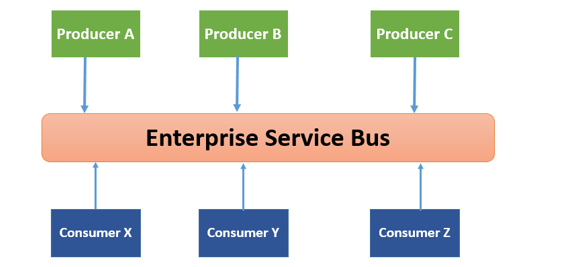 Producer A
Producer B
Producer C
Enterprise Service Bus
Consumer X
Consumer Y
Consumer Z